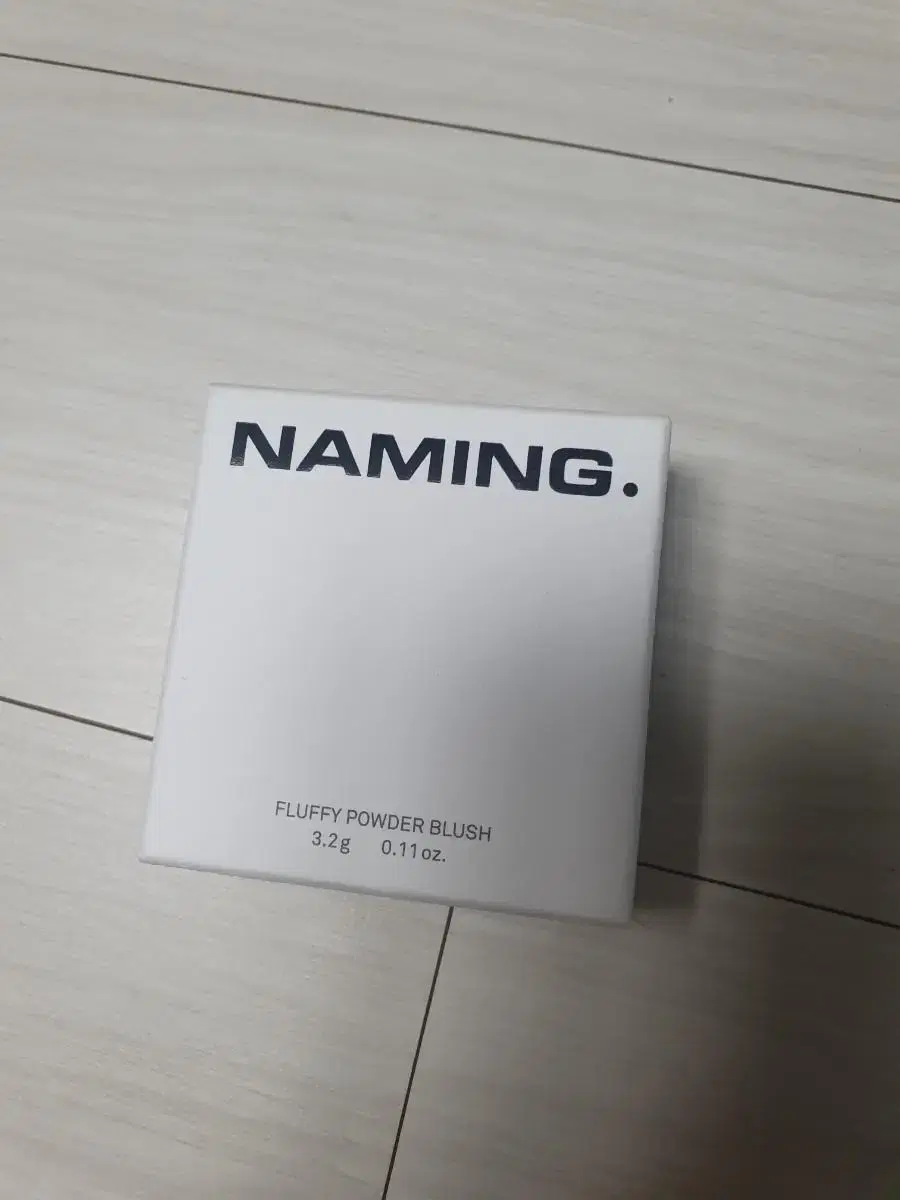 NAMING.
FLUFFY POWDER BLUSH
3.2g 0.11oz.